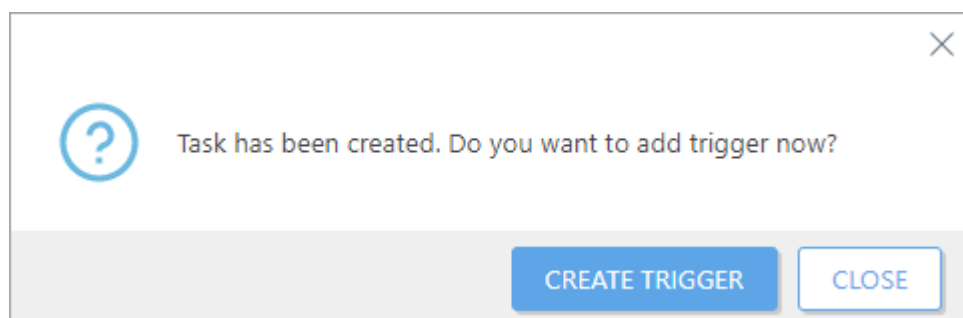 Task has been created. Do you want to add trigger now?
CREATE TRIGGER
CLOSE